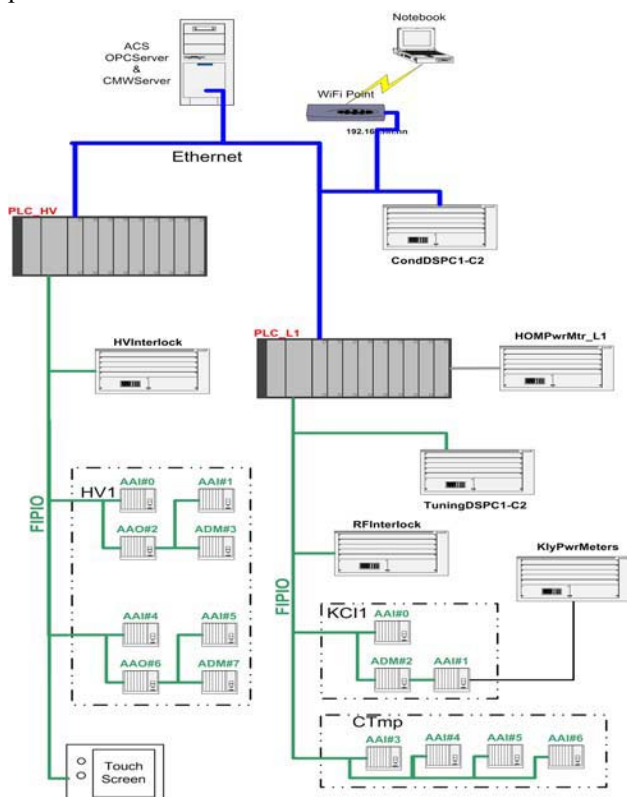 Notebook
ACS
OPCServer
&
CMWServer
WiFi Point
Ethernet
PLC_HV
CondDSPC1-C2
PLC_L1
HOMPwrMtr_L1
HVInterlock
TuningDSPC1-C2
HV1
AAI#0
AAI#1
AAO#2
ADM#3
FIPIO
AAI#4
AAI#5
AAO#6
ADM#7
Touch
Screen
RFInterlock
KlyPwrMeters
FIPIO
KCI1
AAI#0
ADM#2
AAI#1
CTmp
AAI#3
AAI#4
AAI#5
AAI#6